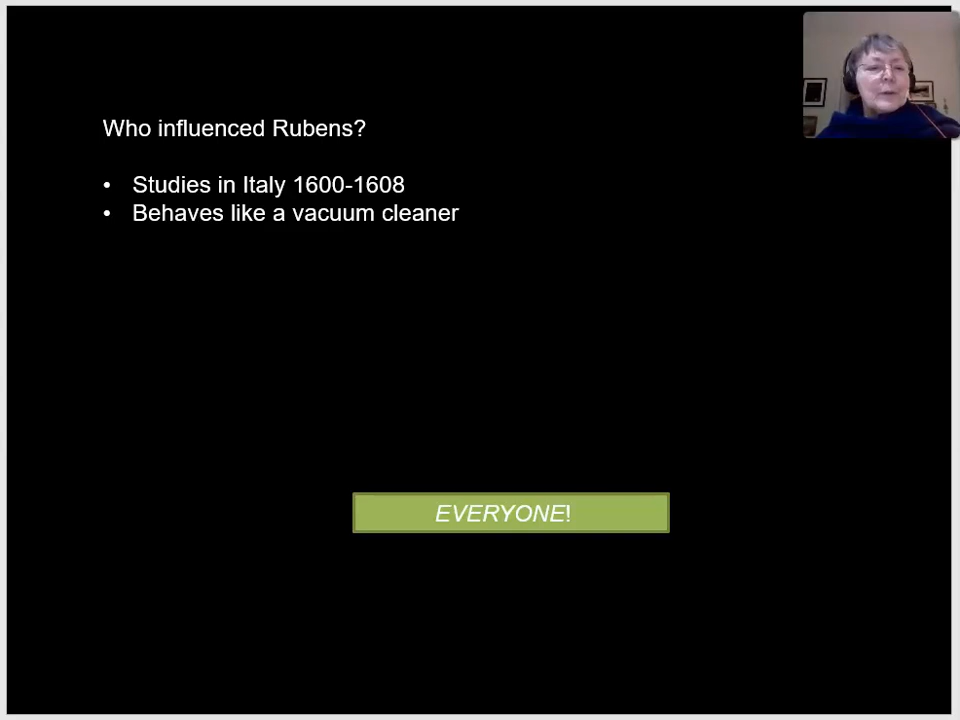 Who influenced Rubens?
• Studies in Italy 1600-1608
• Behaves like a vacuum cleaner
EVERYONE!